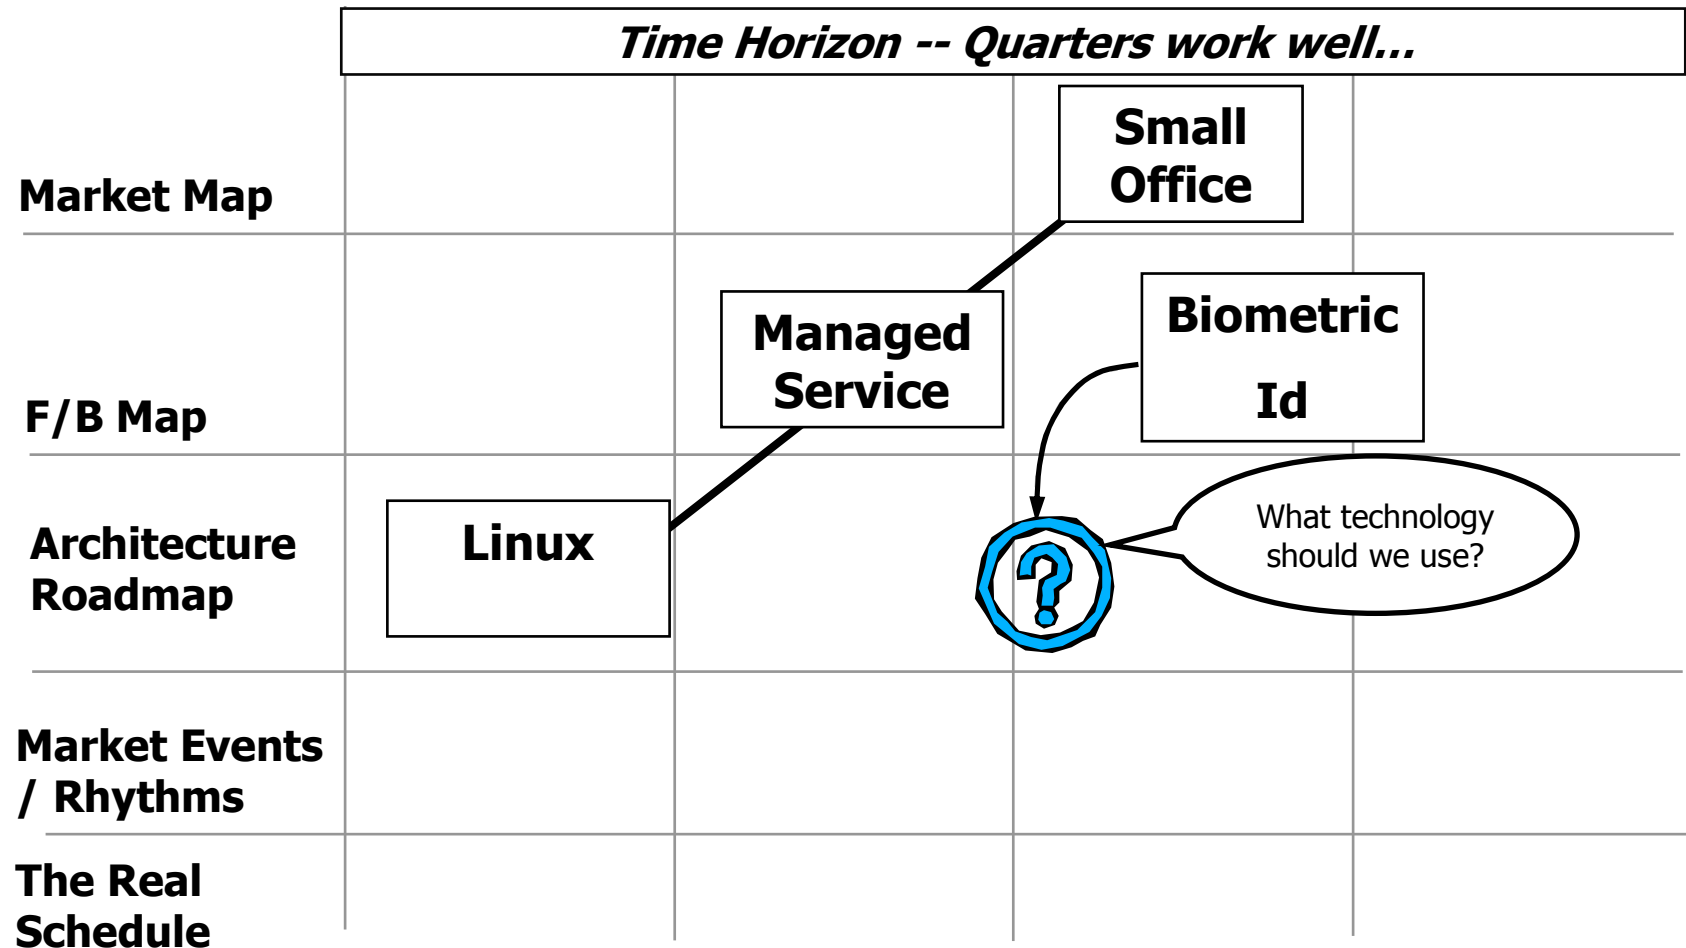 Time Horizon -- Quarters work well...
Small
Office
Market Map
Managed
Service
Biometric
Id
F/B Map
Architecture
Roadmap
Linux
?
What technology
should we use?
Market Events
/ Rhythms
The Real
Schedule